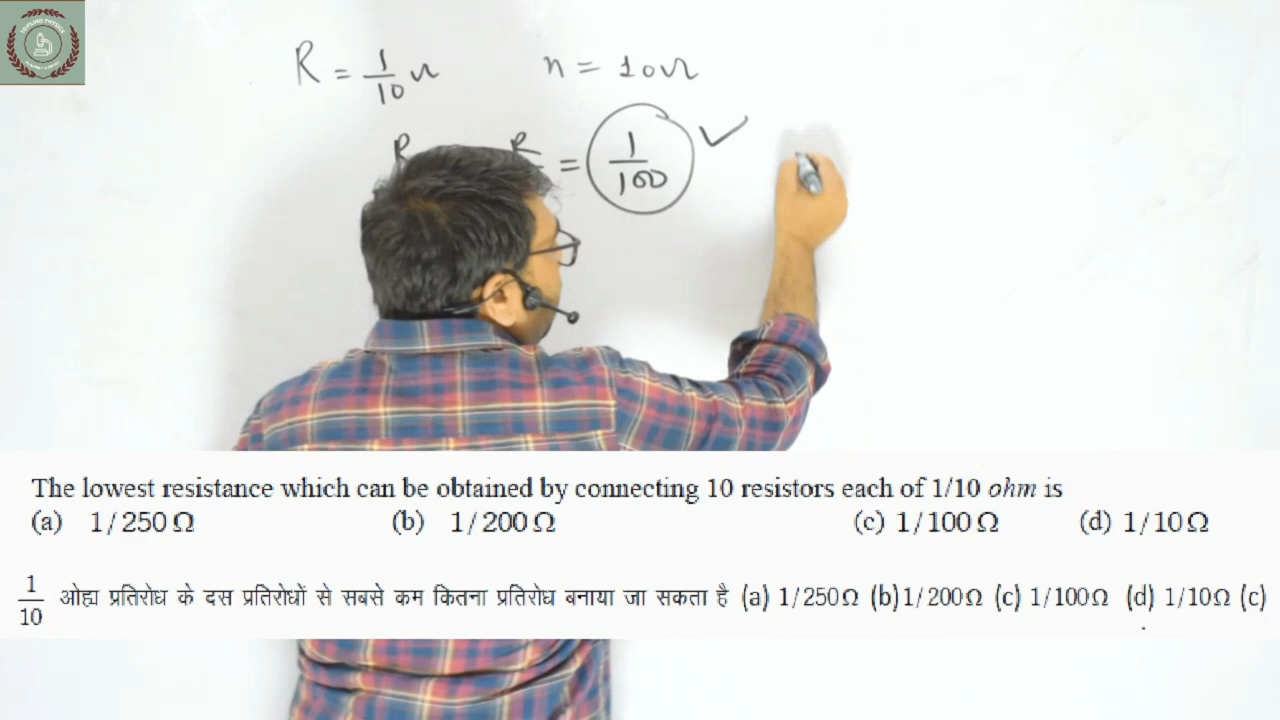 R = 1/10 Ω n = 10Ω
R R = 1/100 ✓
The lowest resistance which can be obtained by connecting 10 resistors each of 1/10 ohm is
(a) 1/250 Ω (b) 1/200 Ω (c) 1/100 Ω (d) 1/10 Ω
1/10 ओह्म प्रतिरोध के दस प्रतिरोधों से सबसे कम कितना प्रतिरोध बनाया जा सकता है (a) 1/250Ω (b) 1/200Ω (c) 1/100Ω (d) 1/10Ω (c)